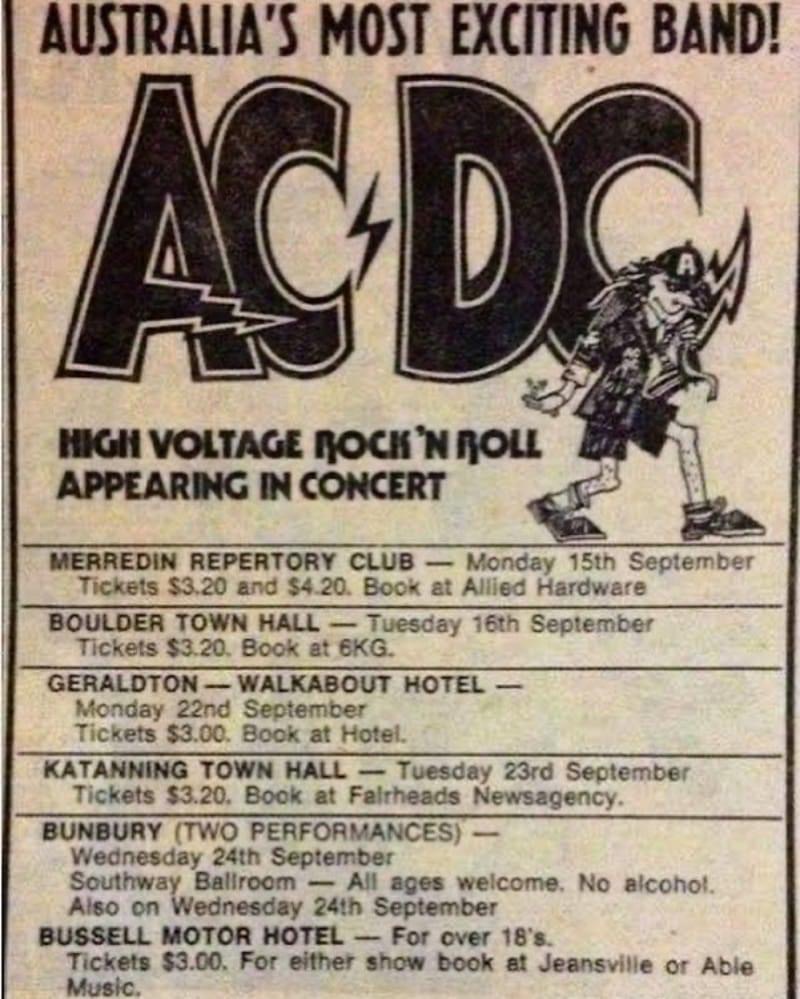 AUSTRALIA'S MOST EXCITING BAND!
AC⚡DC
HIGH VOLTAGE ROCK 'N ROLL
APPEARING IN CONCERT
MERREDIN REPERTORY CLUB — Monday 15th September
Tickets $3.20 and $4.20. Book at Allied Hardware
BOULDER TOWN HALL — Tuesday 16th September
Tickets $3.20. Book at 6KG.
GERALDTON — WALKABOUT HOTEL —
Monday 22nd September
Tickets $3.00. Book at Hotel.
KATANNING TOWN HALL — Tuesday 23rd September
Tickets $3.20. Book at Fairheads Newsagency.
BUNBURY (TWO PERFORMANCES) —
Wednesday 24th September
Southway Ballroom — All ages welcome. No alcohol.
Also on Wednesday 24th September
BUSSELL MOTOR HOTEL — For over 18's.
Tickets $3.00. For either show book at Jeansville or Able
Music.